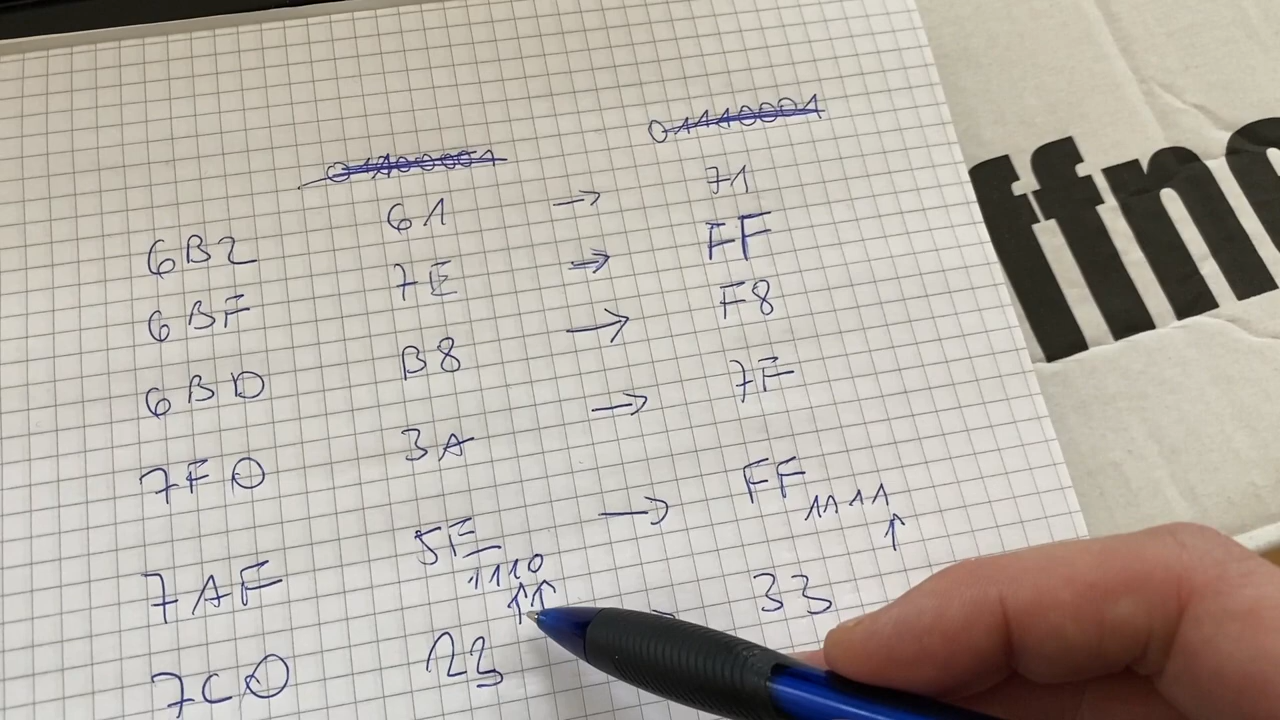 01100001 01110001
6B2 61 → 71
6BF 7E → FF
6BD B8 → F8
7F0 3A → 7F
7AF 5E → FF
1110 1111
↑↑ ↑
7C0 23 33
ffn